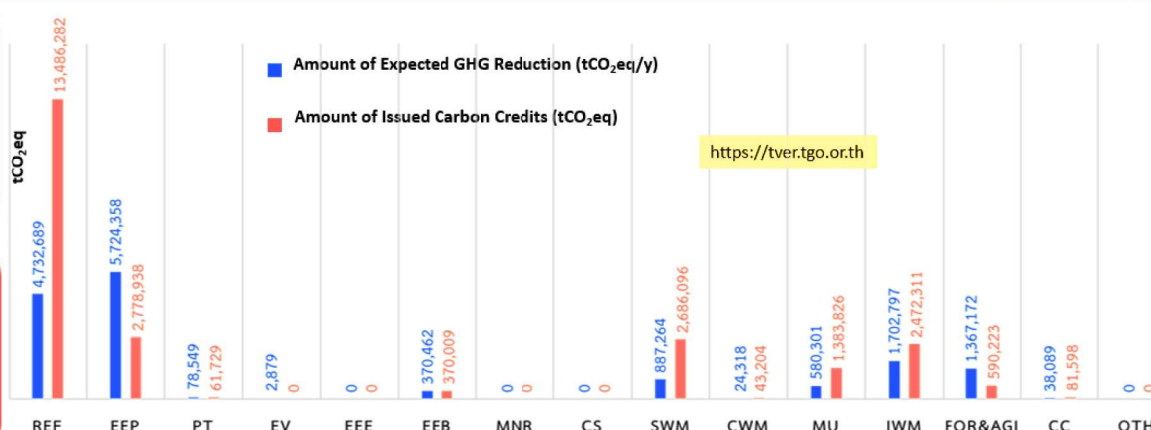 Amount of Expected GHG Reduction (tCO₂eq/y)
Amount of Issued Carbon Credits (tCO₂eq)
https://tver.tgo.or.th
tCO₂eq
4,732,689
13,486,282
5,724,358
2,778,938
78,549
61,729
2,879
0
0
0
370,462
370,009
0
0
0
0
887,264
2,686,096
24,318
43,204
580,301
1,383,826
1,702,797
2,472,311
1,367,172
590,223
38,089
81,598
0
0
PT
EV
MNR
CS
SWM
CWM
MU
CC
OTH